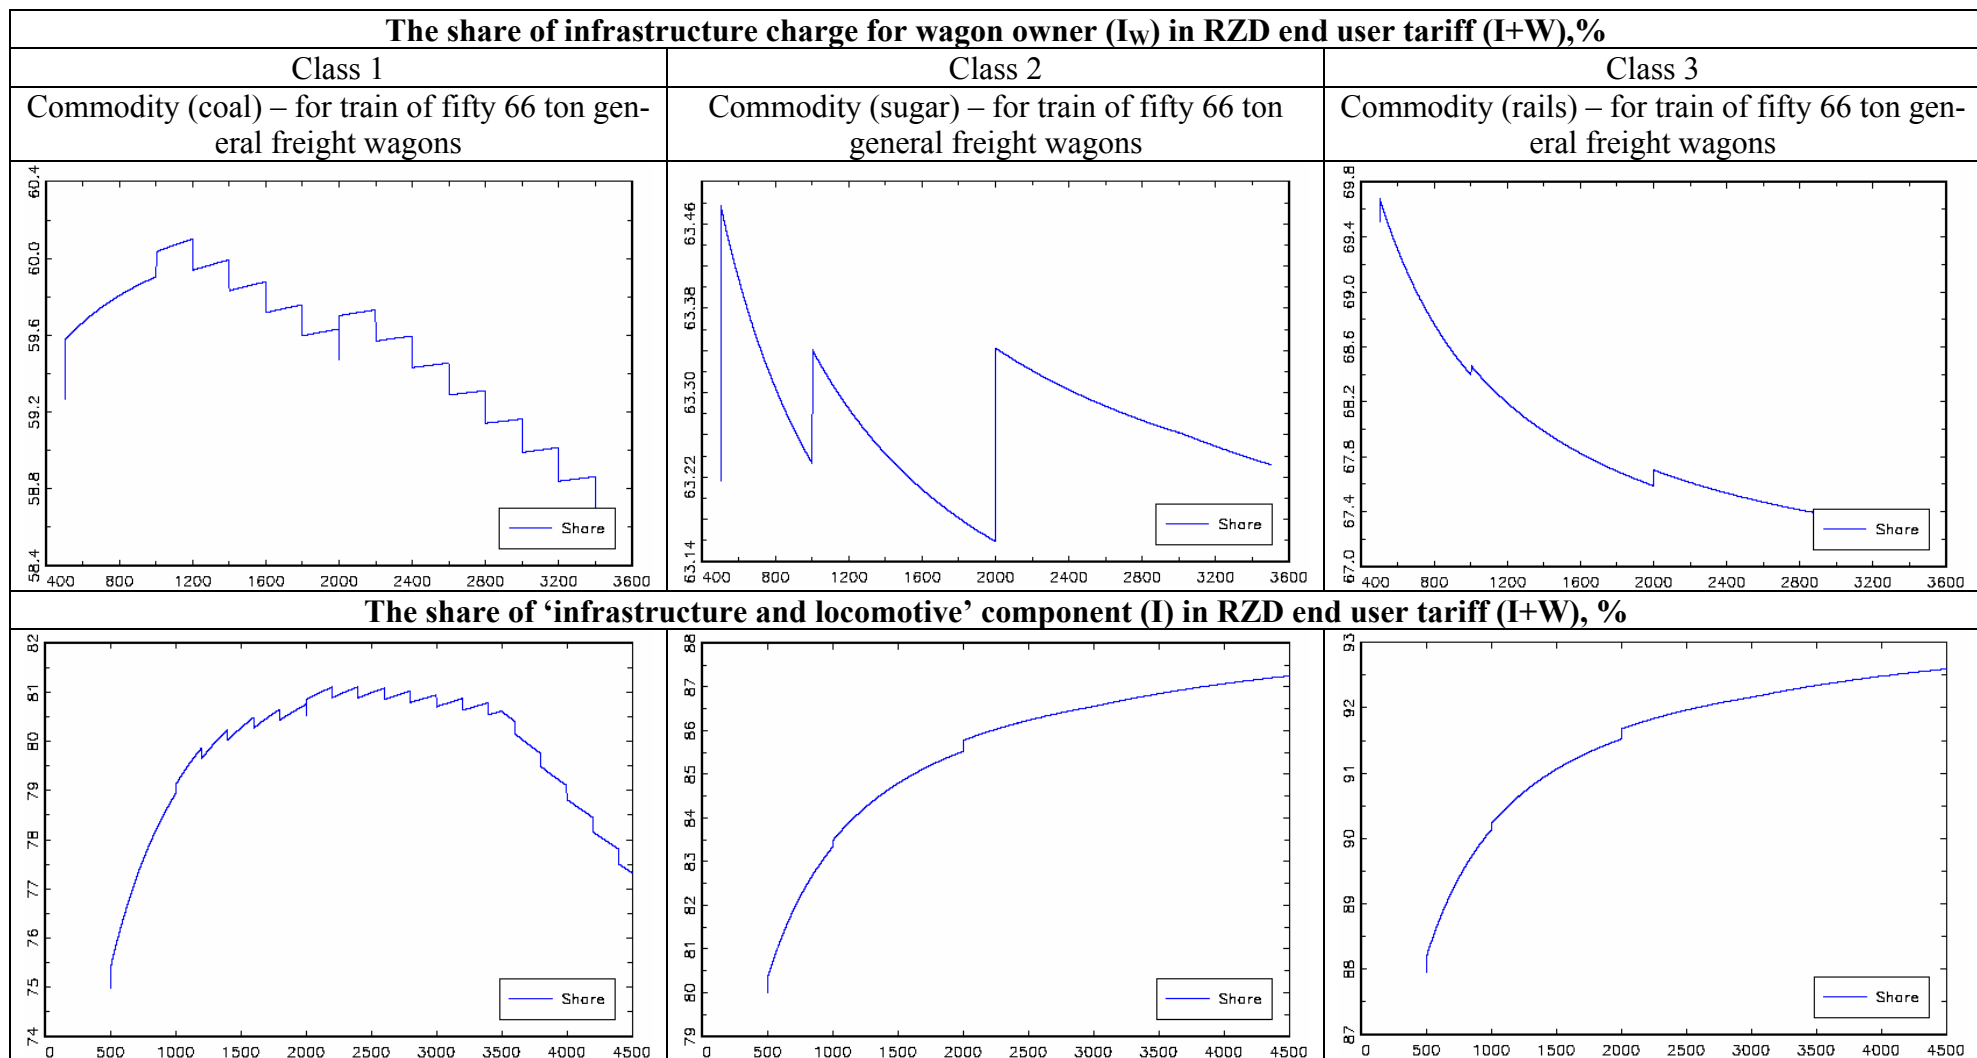 The share of infrastructure charge for wagon owner (IW) in RZD end user tariff (I+W),%
Class 1
Class 2
Class 3
Commodity (coal) – for train of fifty 66 ton gen-
eral freight wagons
Commodity (sugar) – for train of fifty 66 ton
general freight wagons
Commodity (rails) – for train of fifty 66 ton gen-
eral freight wagons
60.4
60.0
59.6
59.2
58.8
58.4
400 800 1200 1600 2000 2400 2800 3200 3600
Share
63.46
63.38
63.30
63.22
63.14
400 800 1200 1600 2000 2400 2800 3200 3600
Share
69.8
69.4
69.0
68.6
68.2
67.8
67.4
67.0
400 800 1200 1600 2000 2400 2800 3200 3600
Share
The share of ‘infrastructure and locomotive’ component (I) in RZD end user tariff (I+W), %
82
81
80
79
78
77
76
75
74
0 500 1000 1500 2000 2500 3000 3500 4000 4500
Share
88
87
86
85
84
83
82
81
80
79
0 500 1000 1500 2000 2500 3000 3500 4000 4500
Share
93
92
91
90
89
88
87
0 500 1000 1500 2000 2500 3000 3500 4000 4500
Share